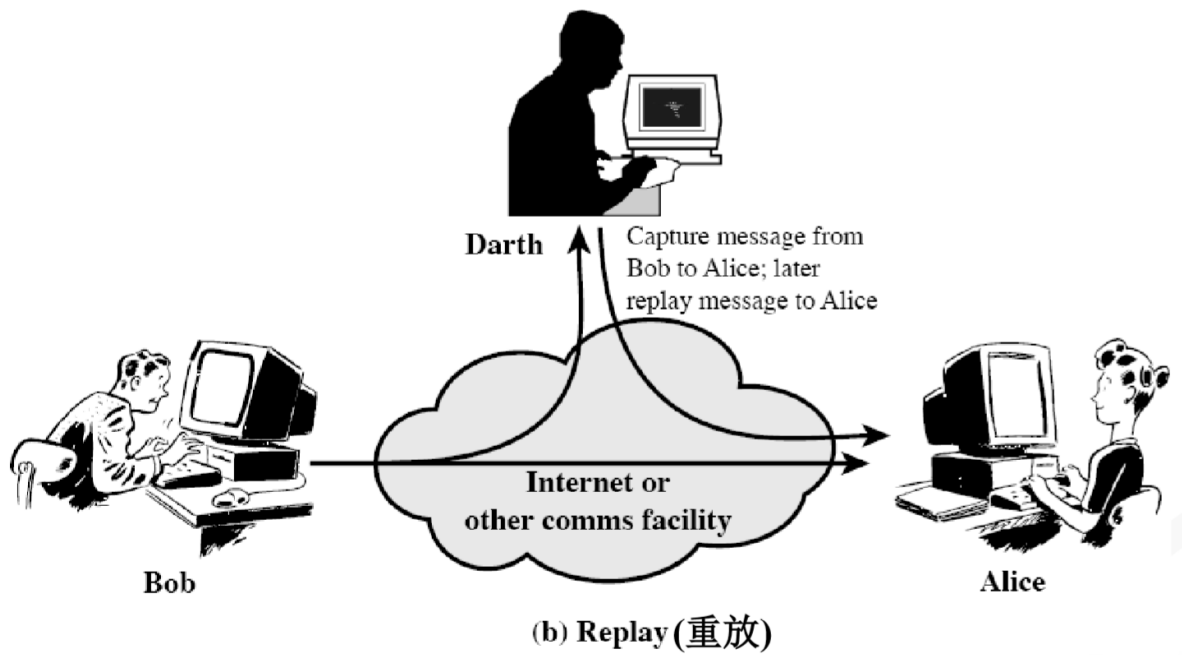 Darth
Capture message from
Bob to Alice; later
replay message to Alice
Internet or
other comms facility
Bob
Alice
(b) Replay(重放)